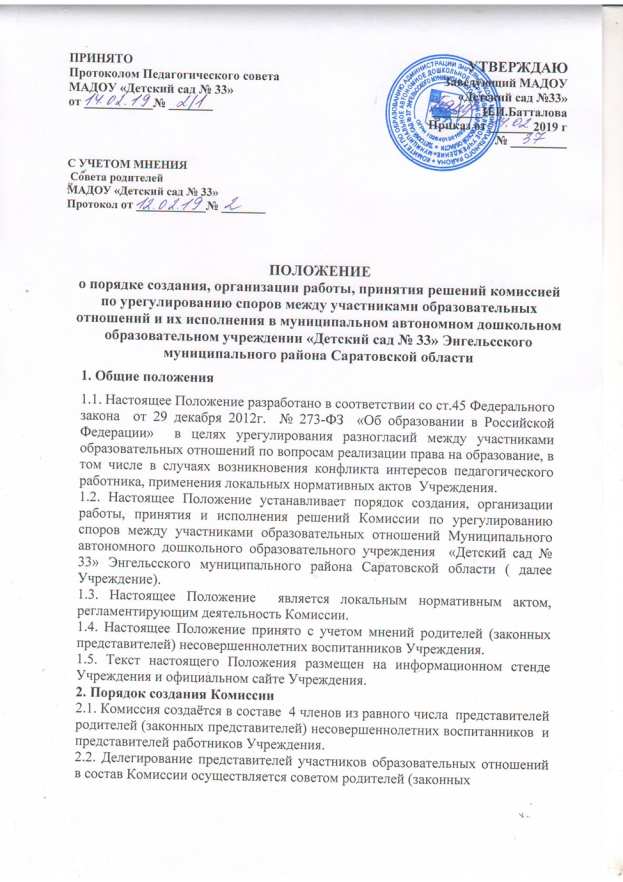 ПРИНЯТО
Протоколом Педагогического совета
МАДОУ «Детский сад № 33»
от 14.02.19 № 2/1
УТВЕРЖДАЮ
Заведующий МАДОУ
«Детский сад №33»
И.И.Батталова
Приказ от 14.02 2019 г
№ 37
С УЧЕТОМ МНЕНИЯ
Совета родителей
МАДОУ «Детский сад № 33»
Протокол от 12.02.19 № 2
ПОЛОЖЕНИЕ
о порядке создания, организации работы, принятия решений комиссией
по урегулированию споров между участниками образовательных
отношений и их исполнения в муниципальном автономном дошкольном
образовательном учреждении «Детский сад № 33» Энгельсского
муниципального района Саратовской области
1. Общие положения
1.1. Настоящее Положение разработано в соответствии со ст.45 Федерального
закона от 29 декабря 2012г. № 273-ФЗ «Об образовании в Российской
Федерации» в целях урегулирования разногласий между участниками
образовательных отношений по вопросам реализации права на образование, в
том числе в случаях возникновения конфликта интересов педагогического
работника, применения локальных нормативных актов Учреждения.
1.2. Настоящее Положение устанавливает порядок создания, организации
работы, принятия и исполнения решений Комиссии по урегулированию
споров между участниками образовательных отношений Муниципального
автономного дошкольного образовательного учреждения «Детский сад №
33» Энгельсского муниципального района Саратовской области ( далее
Учреждение).
1.3. Настоящее Положение является локальным нормативным актом,
регламентирующим деятельность Комиссии.
1.4. Настоящее Положение принято с учетом мнений родителей (законных
представителей) несовершеннолетних воспитанников Учреждения.
1.5. Текст настоящего Положения размещен на информационном стенде
Учреждения и официальном сайте Учреждения.
2. Порядок создания Комиссии
2.1. Комиссия создаётся в составе 4 членов из равного числа представителей
родителей (законных представителей) несовершеннолетних воспитанников и
представителей работников Учреждения.
2.2. Делегирование представителей участников образовательных отношений
в состав Комиссии осуществляется советом родителей (законных